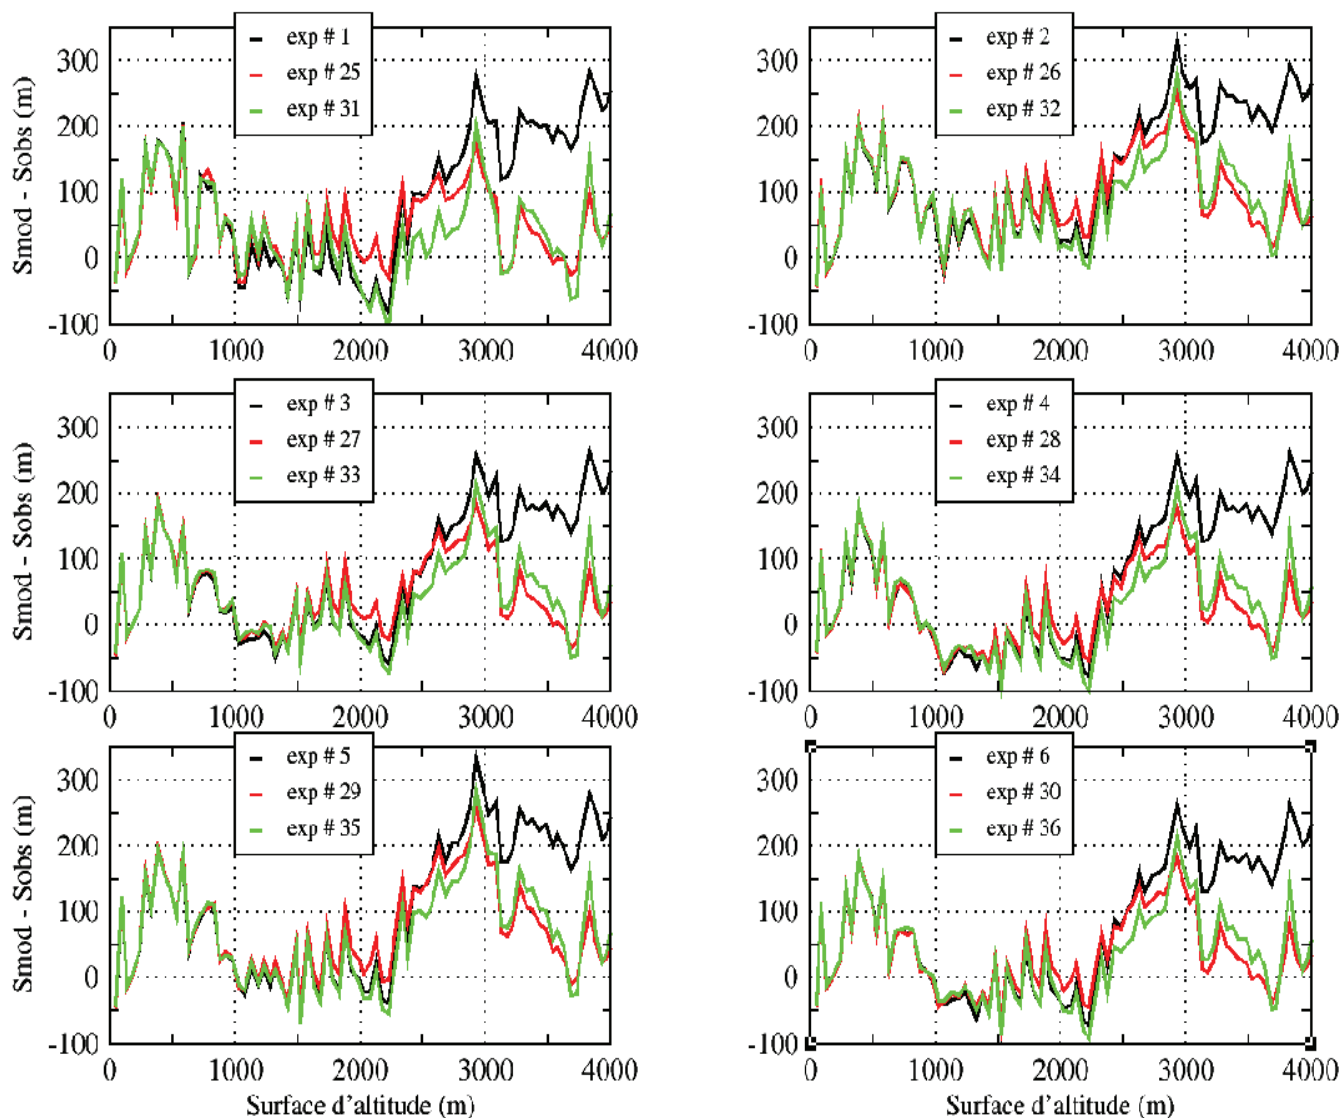 exp # 1
exp # 25
exp # 31
Smod - Sobs (m)
300
200
100
0
-100
0 1000 2000 3000 4000
exp # 2
exp # 26
exp # 32
300
200
100
0
-100
0 1000 2000 3000 4000
exp # 3
exp # 27
exp # 33
Smod - Sobs (m)
300
200
100
0
-100
0 1000 2000 3000 4000
exp # 4
exp # 28
exp # 34
300
200
100
0
-100
0 1000 2000 3000 4000
exp # 5
exp # 29
exp # 35
Smod - Sobs (m)
300
200
100
0
-100
0 1000 2000 3000 4000
Surface d'altitude (m)
exp # 6
exp # 30
exp # 36
300
200
100
0
-100
0 1000 2000 3000 4000
Surface d'altitude (m)